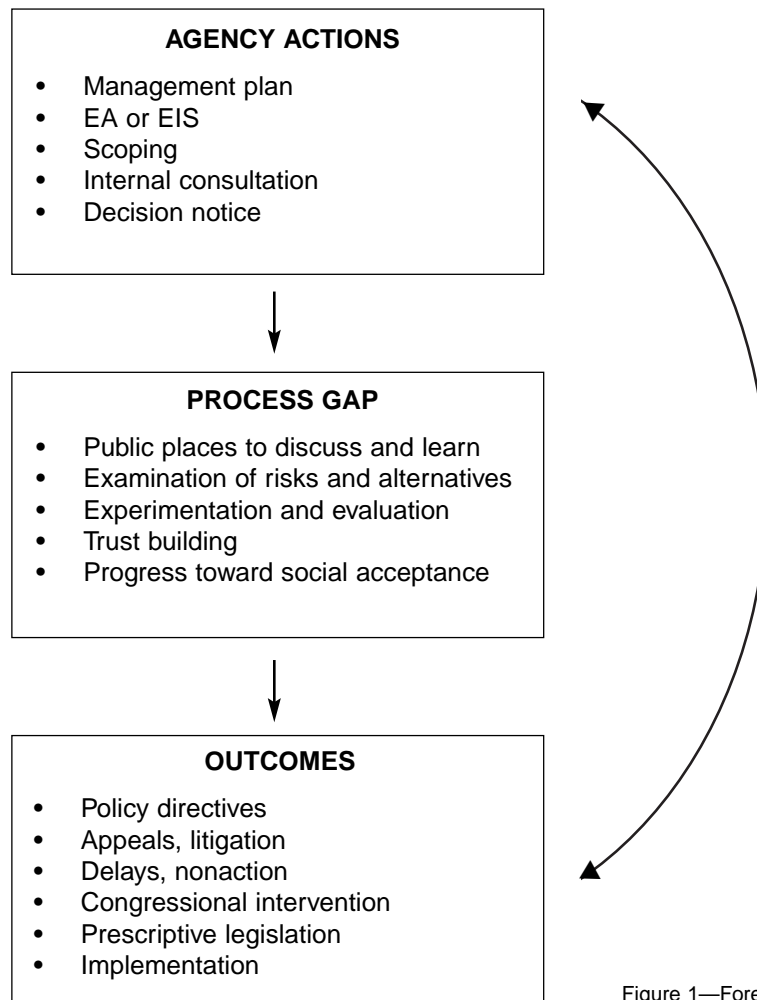 AGENCY ACTIONS
• Management plan
• EA or EIS
• Scoping
• Internal consultation
• Decision notice
PROCESS GAP
• Public places to discuss and learn
• Examination of risks and alternatives
• Experimentation and evaluation
• Trust building
• Progress toward social acceptance
OUTCOMES
• Policy directives
• Appeals, litigation
• Delays, nonaction
• Congressional intervention
• Prescriptive legislation
• Implementation
Figure 1—Fore